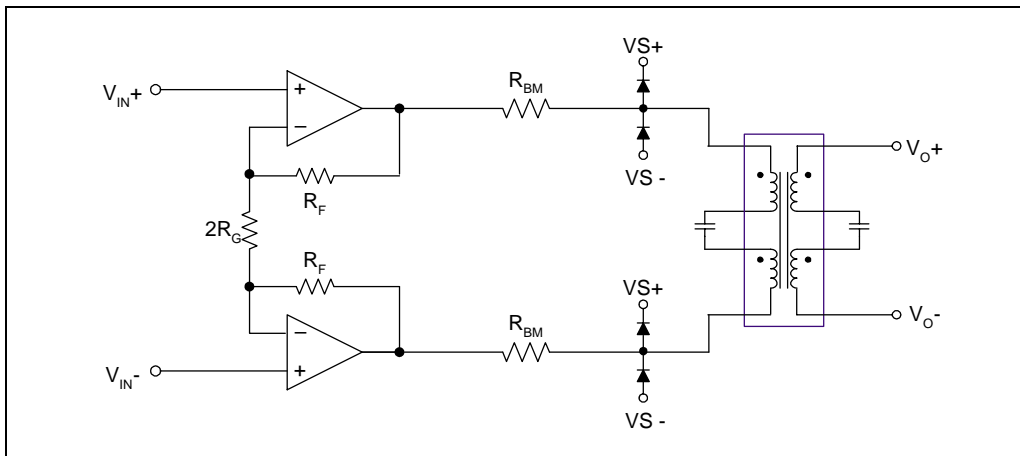 VS+
V_IN+
+
R_BM
−
VS -
V_O+
R_F
2R_G
R_F
VS+
R_BM
−
V_O-
V_IN-
+
VS -